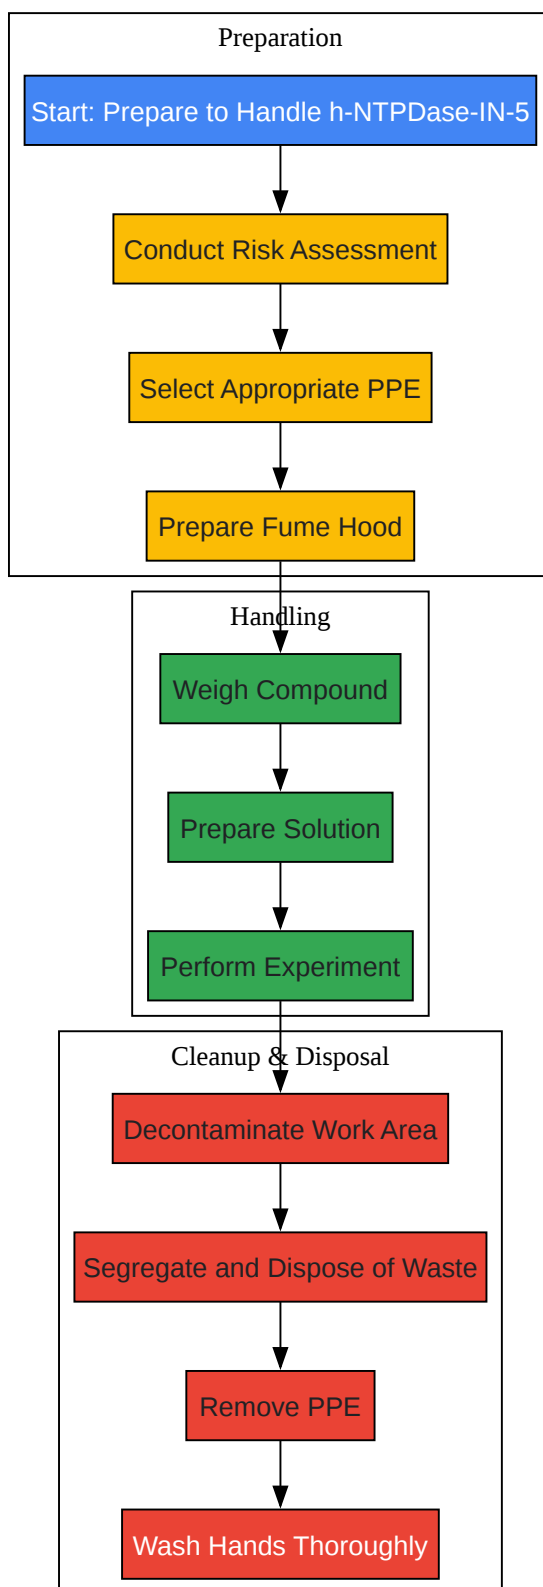 Preparation
Start: Prepare to Handle h-NTPDase-IN-5
Conduct Risk Assessment
Select Appropriate PPE
Prepare Fume Hood
Handling
Weigh Compound
Prepare Solution
Perform Experiment
Cleanup & Disposal
Decontaminate Work Area
Segregate and Dispose of Waste
Remove PPE
Wash Hands Thoroughly